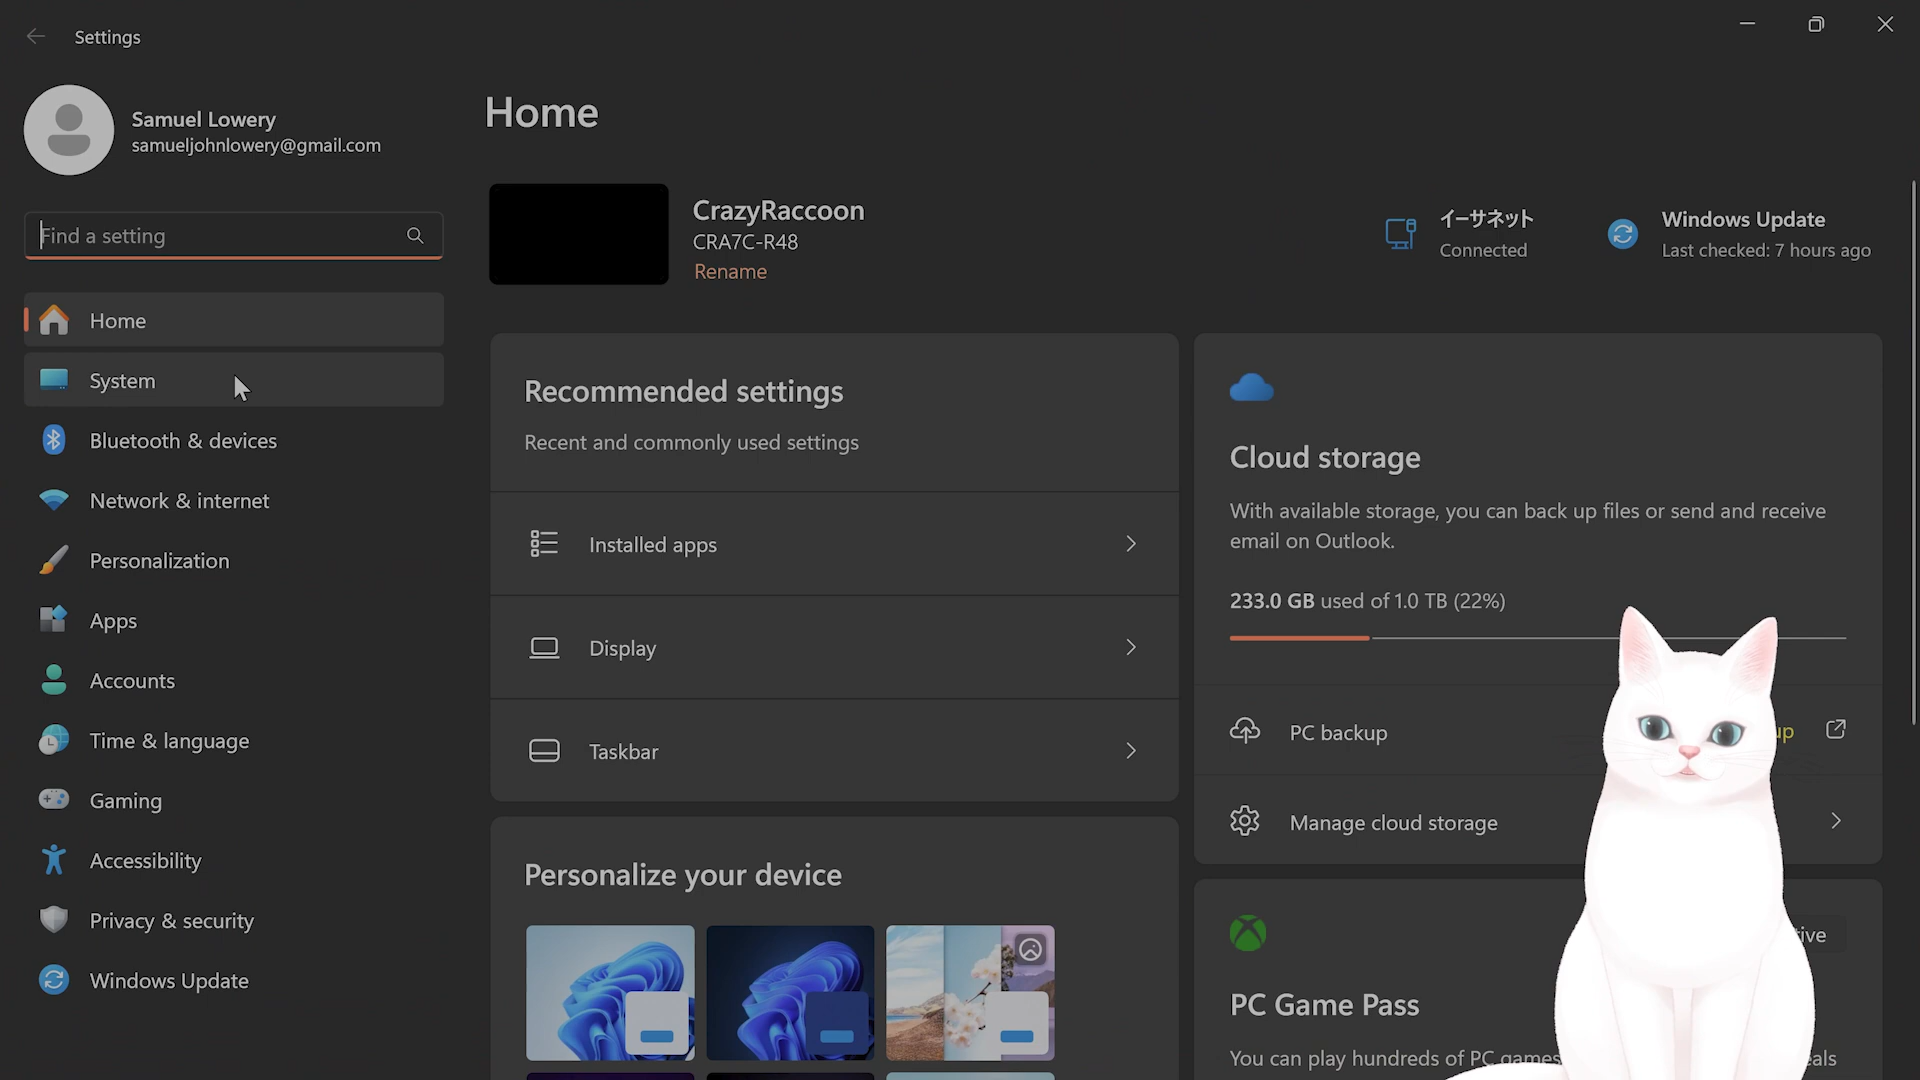 Settings
Samuel Lowery
samueljohnlowery@gmail.com
Find a setting
Home
System
Bluetooth & devices
Network & internet
Personalization
Apps
Accounts
Time & language
Gaming
Accessibility
Privacy & security
Windows Update
Home
CrazyRaccoon
CRA7C-R48
Rename
イーサネット
Connected
Windows Update
Last checked: 7 hours ago
Recommended settings
Recent and commonly used settings
Installed apps
Display
Taskbar
Personalize your device
Cloud storage
With available storage, you can back up files or send and receive
email on Outlook.
233.0 GB used of 1.0 TB (22%)
PC backup
Manage cloud storage
PC Game Pass
You can play hundreds of PC games